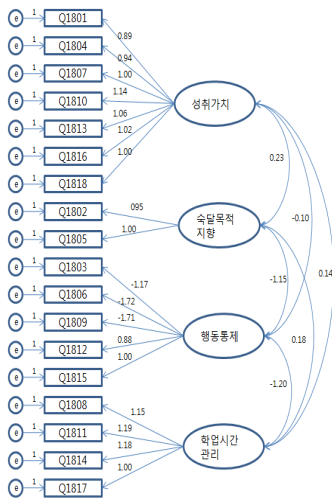 e 1 Q1801
0.89
e 1 Q1804
0.94
e 1 Q1807
1.00
e 1 Q1810
1.14
성취가치
e 1 Q1813
1.06
e 1 Q1816
1.02
0.23
e 1 Q1818
1.00
e 1 Q1802
095
숙달목적
지향
-0.10
e 1 Q1805
1.00
e 1 Q1803
-1.17
0.14
e 1 Q1806
-1.72
-1.15
e 1 Q1809
-1.71
행동통제
e 1 Q1812
0.88
0.18
e 1 Q1815
1.00
-1.20
e 1 Q1808
1.15
e 1 Q1811
1.19
학업시간
관리
e 1 Q1814
1.18
e 1 Q1817
1.00